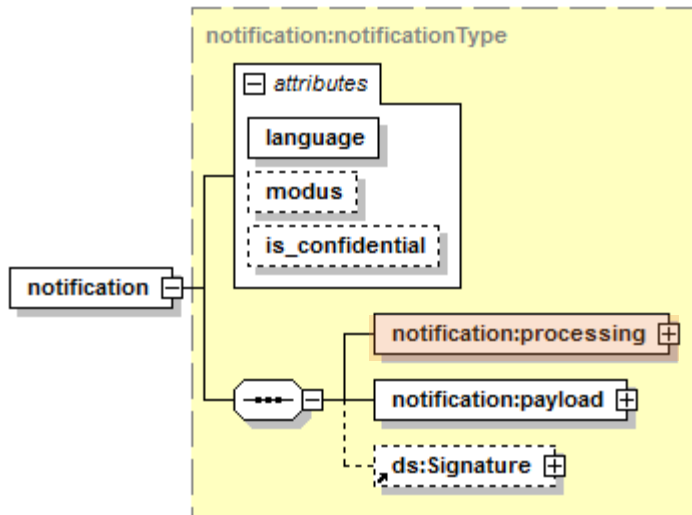 notification:notificationType
attributes
language
modus
is_confidential
notification
notification:processing
notification:payload
ds:Signature